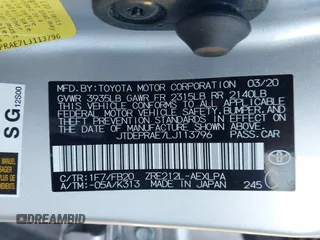 PRAE7LJ113796
SG
12S00
MFD. BY: TOYOTA MOTOR CORPORATION 03/20
GVWR 3935LB GAWR FR 2315LB RR 2140LB
THIS VEHICLE CONFORMS TO ALL APPLICABLE
FEDERAL MOTOR VEHICLE SAFETY, BUMPER, AND
THEFT PREVENTION STANDARDS IN EFFECT ON
THE DATE OF MANUFACTURE SHOWN ABOVE.
JTDEPRAE7LJ113796 PASS.CAR
C/TR: 1F7/FB20 ZRE212L-AEXLPA
A/TM: -05A/K313 MADE IN JAPAN 245
DREAMBID